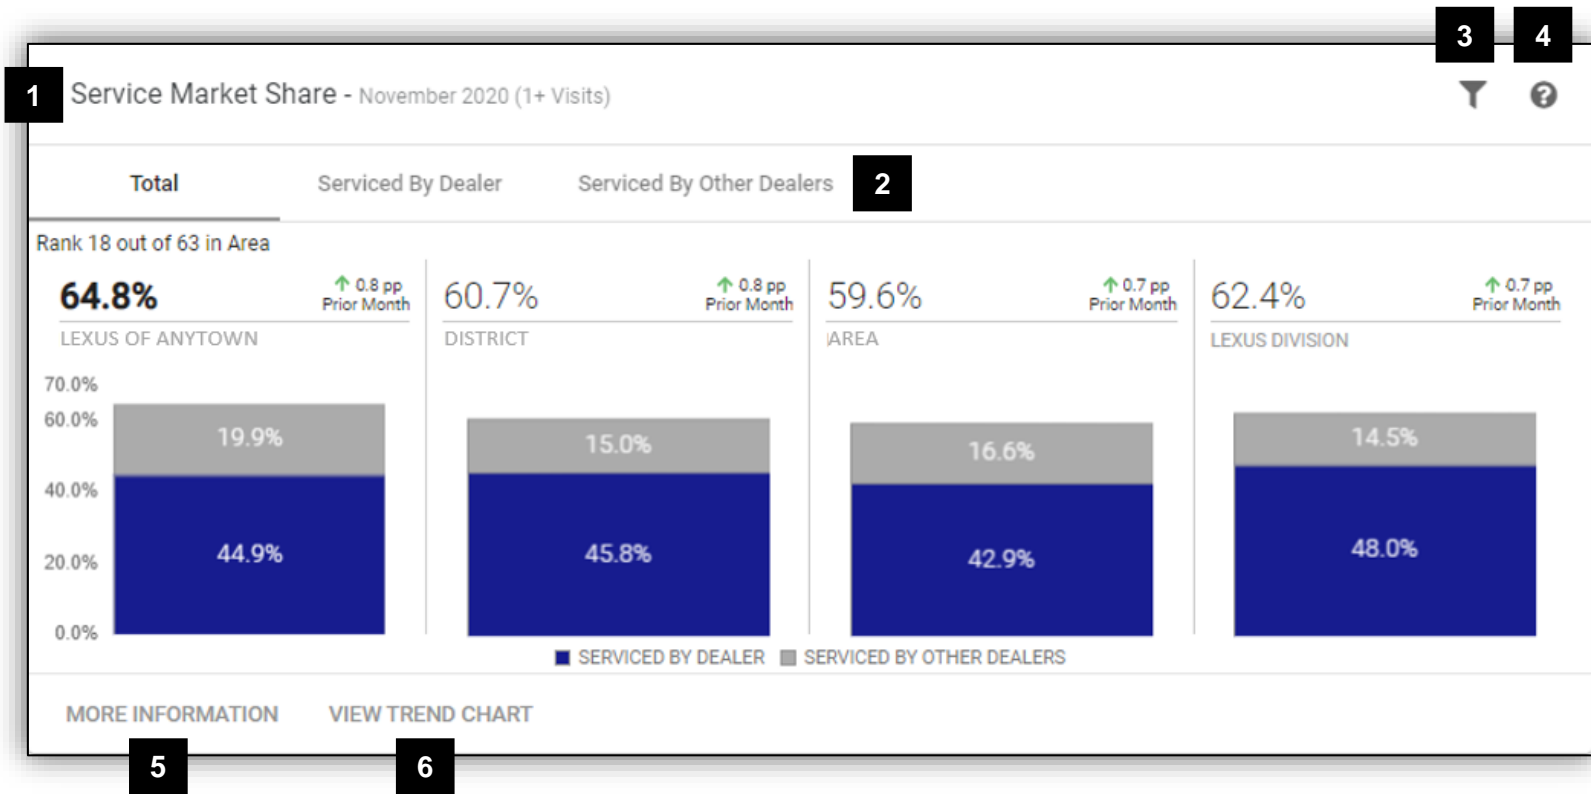 3 4
1 Service Market Share - November 2020 (1+ Visits)
Total Serviced By Dealer Serviced By Other Dealers 2
Rank 18 out of 63 in Area
64.8% 0.8 pp Prior Month 60.7% 0.8 pp Prior Month 59.6% 0.7 pp Prior Month 62.4% 0.7 pp Prior Month
LEXUS OF ANYTOWN DISTRICT AREA LEXUS DIVISION
70.0%
60.0%
19.9% 15.0% 16.6% 14.5%
40.0%
44.9% 45.8% 42.9% 48.0%
20.0%
0.0%
SERVICED BY DEALER SERVICED BY OTHER DEALERS
MORE INFORMATION VIEW TREND CHART
5 6